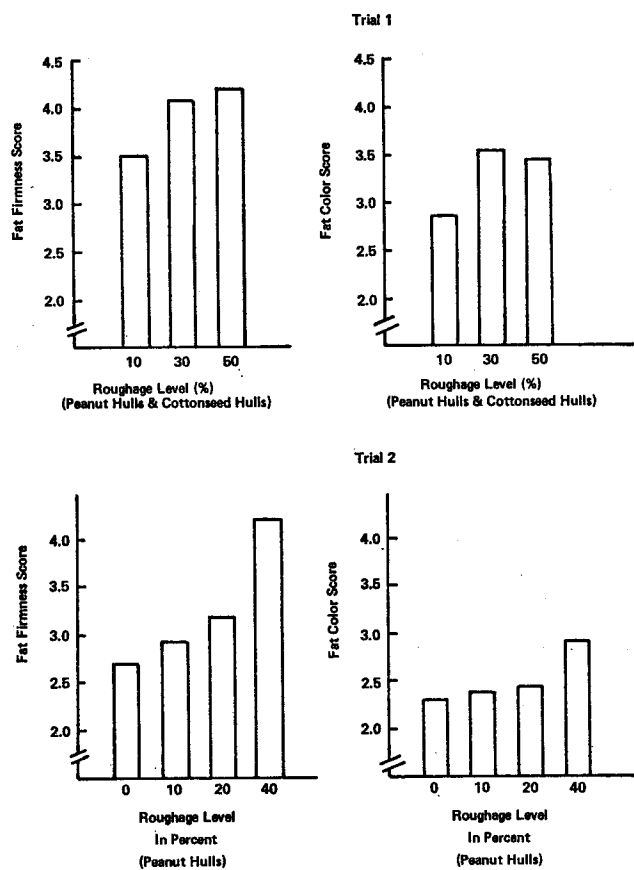 Trial 1
Fat Firmness Score
4.5
4.0
3.5
3.0
2.5
2.0
10 30 50
Roughage Level (%)
(Peanut Hulls & Cottonseed Hulls)
Fat Color Score
4.5
4.0
3.5
3.0
2.5
2.0
10 30 50
Roughage Level (%)
(Peanut Hulls & Cottonseed Hulls)
Trial 2
Fat Firmness Score
4.0
3.5
3.0
2.5
2.0
0 10 20 40
Roughage Level
In Percent
(Peanut Hulls)
Fat Color Score
4.0
3.5
3.0
2.5
2.0
0 10 20 40
Roughage Level
In Percent
(Peanut Hulls)